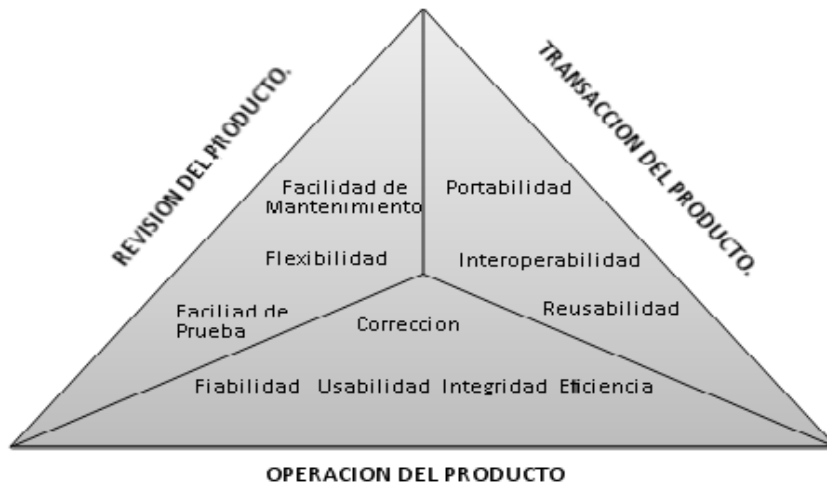 REVISION DEL PRODUCTO.
TRANSACCION DEL PRODUCTO.
Facilidad de
Mantenimiento
Portabilidad
Flexibilidad
Interoperabilidad
Faciliad de
Prueba
Reusabilidad
Correccion
Fiabilidad Usabilidad Integridad Eficiencia
OPERACION DEL PRODUCTO